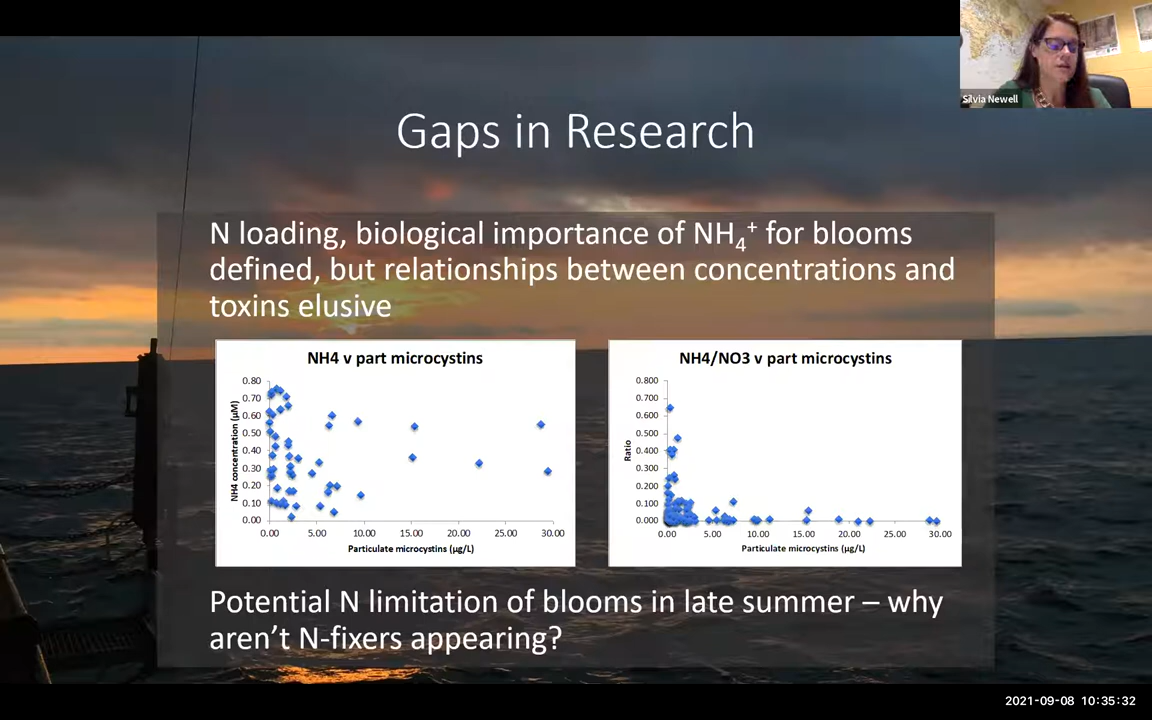 Silvia Newell
Gaps in Research
N loading, biological importance of NH₄⁺ for blooms
defined, but relationships between concentrations and
toxins elusive
NH4 v part microcystins
0.80
0.70
0.60
0.50
0.40
0.30
0.20
0.10
0.00
NH4 concentration (µM)
0.00 5.00 10.00 15.00 20.00 25.00 30.00
Particulate microcystins (µg/L)
NH4/NO3 v part microcystins
0.800
0.700
0.600
0.500
0.400
0.300
0.200
0.100
0.000
Ratio
0.00 5.00 10.00 15.00 20.00 25.00 30.00
Particulate microcystins (µg/L)
Potential N limitation of blooms in late summer – why
aren’t N-fixers appearing?
2021-09-08 10:35:32